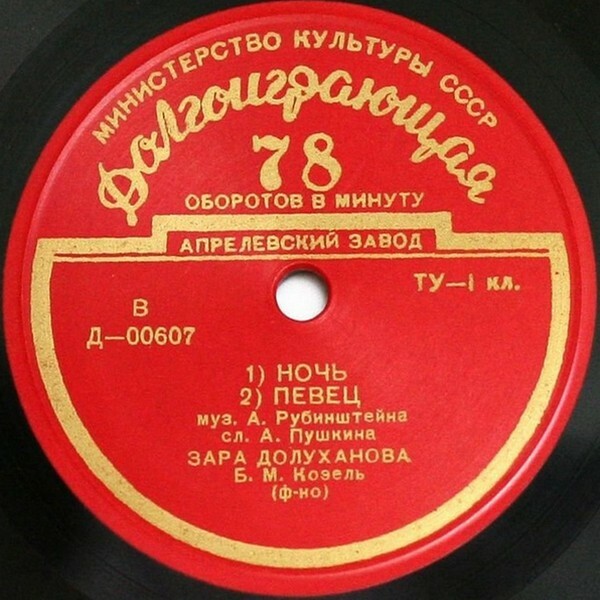 МИНИСТЕРСТВО КУЛЬТУРЫ СССР
Долгоиграющая
78
ОБОРОТОВ В МИНУТУ
АПРЕЛЕВСКИЙ ЗАВОД
ТУ—1 кл.
В
Д—00607
1) НОЧЬ
2) ПЕВЕЦ
муз. А. Рубинштейна
сл. А. Пушкина
ЗАРА ДОЛУХАНОВА
Б. М. Козель
(ф-но)